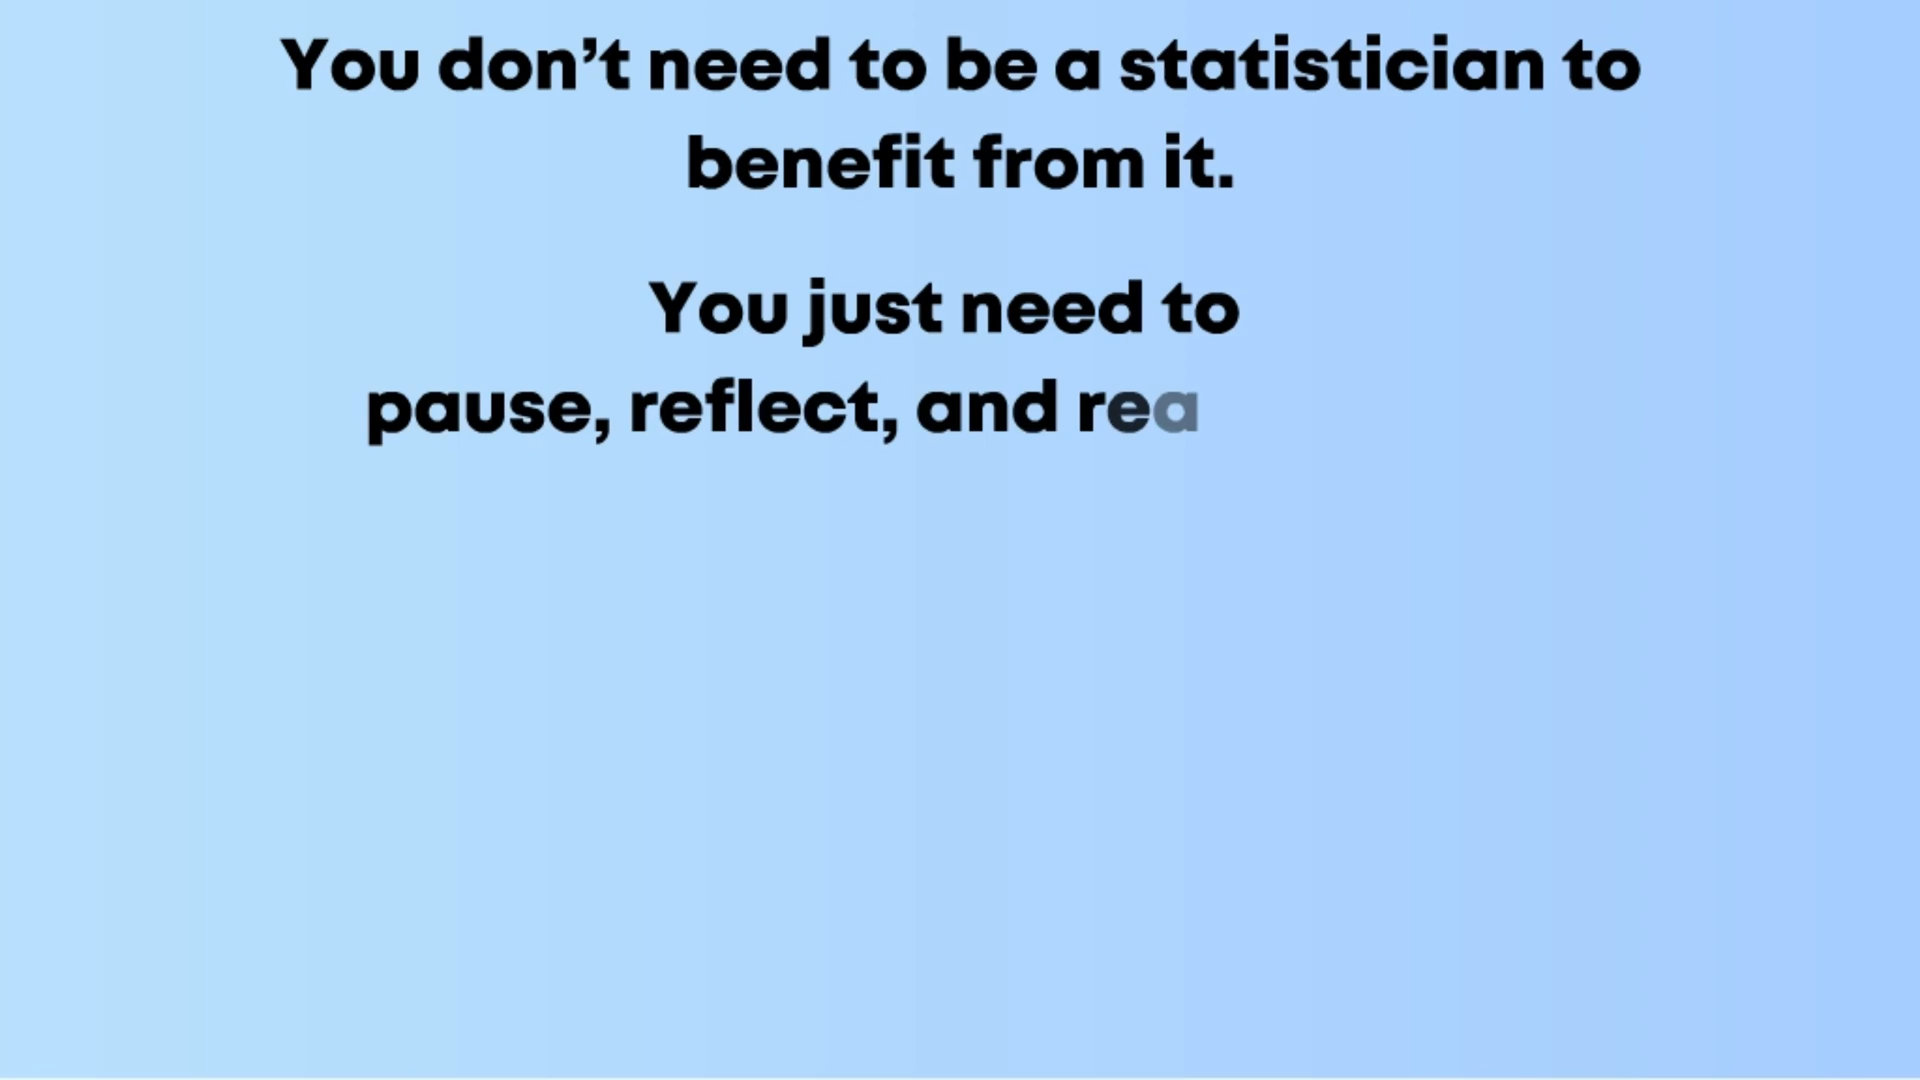 You don’t need to be a statistician to
benefit from it.
You just need to
pause, reflect, and rea